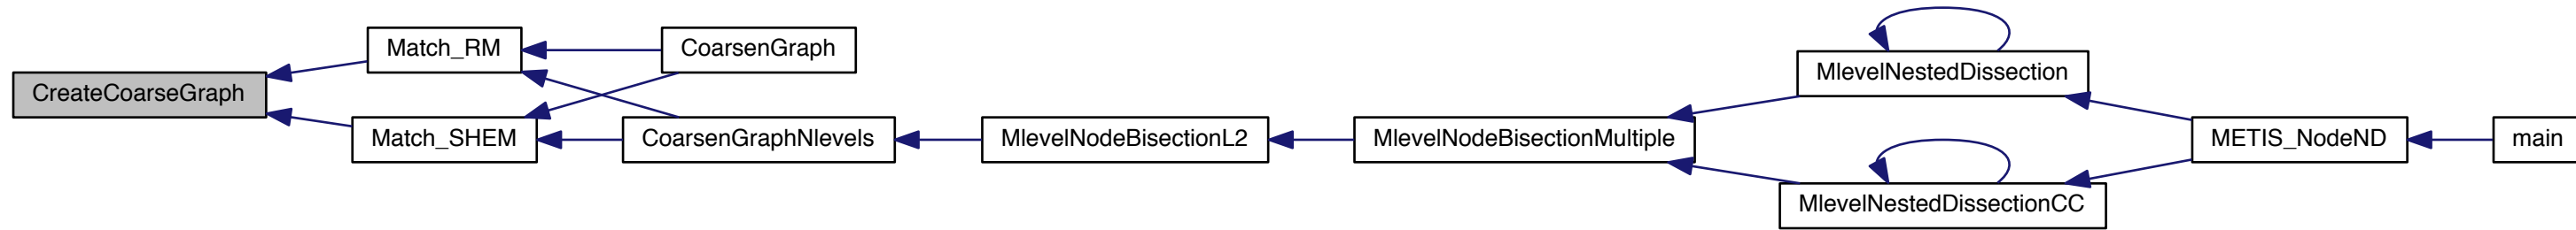 CreateCoarseGraph
Match_RM
Match_SHEM
CoarsenGraph
CoarsenGraphNlevels
MlevelNodeBisectionL2
MlevelNodeBisectionMultiple
MlevelNestedDissection
MlevelNestedDissectionCC
METIS_NodeND
main